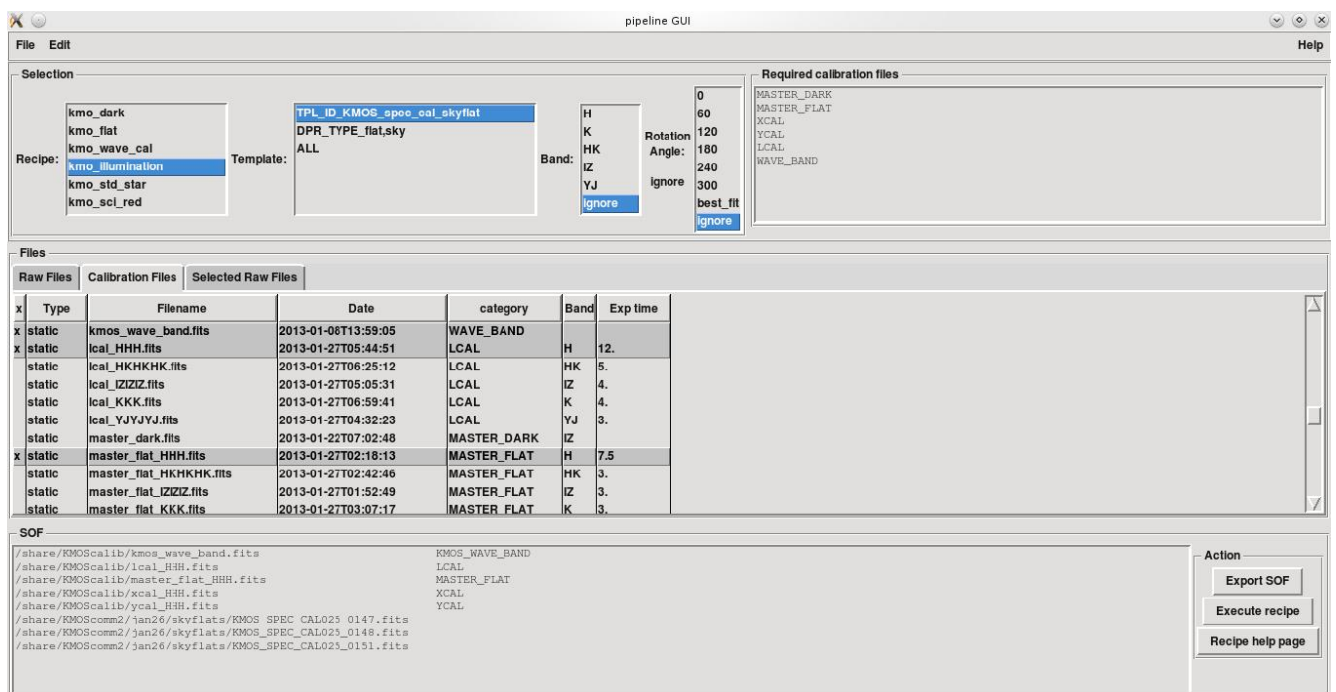 pipeline GUI
File Edit Help
Selection
Recipe:
kmo_dark
kmo_flat
kmo_wave_cal
kmo_illumination
kmo_std_star
kmo_sci_red
Template:
TPL_ID_KMOS_spec_cal_skyflat
DPR_TYPE_flat,sky
ALL
Band:
H
K
HK
IZ
YJ
ignore
Rotation
Angle:
ignore
0
60
120
180
240
300
best_fit
ignore
Required calibration files
MASTER_DARK
MASTER_FLAT
XCAL
YCAL
LCAL
WAVE_BAND
Files
Raw Files Calibration Files Selected Raw Files
x Type Filename Date category Band Exp time
x static kmos_wave_band.fits 2013-01-08T13:59:05 WAVE_BAND
x static lcal_HHH.fits 2013-01-27T05:44:51 LCAL H 12.
static lcal_HKHKHK.fits 2013-01-27T06:25:12 LCAL HK 5.
static lcal_IZIZIZ.fits 2013-01-27T05:05:31 LCAL IZ 4.
static lcal_KKK.fits 2013-01-27T06:59:41 LCAL K 4.
static lcal_YJYJYJ.fits 2013-01-27T04:32:23 LCAL YJ 3.
static master_dark.fits 2013-01-22T07:02:48 MASTER_DARK IZ
x static master_flat_HHH.fits 2013-01-27T02:18:13 MASTER_FLAT H 7.5
static master_flat_HKHKHK.fits 2013-01-27T02:42:46 MASTER_FLAT HK 3.
static master_flat_IZIZIZ.fits 2013-01-27T01:52:49 MASTER_FLAT IZ 3.
static master_flat_KKK.fits 2013-01-27T03:07:17 MASTER_FLAT K 3.
SOF
/share/KMOScalib/kmos_wave_band.fits KMOS_WAVE_BAND
/share/KMOScalib/lcal_HHH.fits LCAL
/share/KMOScalib/master_flat_HHH.fits MASTER_FLAT
/share/KMOScalib/xcal_HHH.fits XCAL
/share/KMOScalib/ycal_HHH.fits YCAL
/share/KMOScomm2/jan26/skyflats/KMOS_SPEC_CAL025_0147.fits
/share/KMOScomm2/jan26/skyflats/KMOS_SPEC_CAL025_0148.fits
/share/KMOScomm2/jan26/skyflats/KMOS_SPEC_CAL025_0151.fits
Action
Export SOF
Execute recipe
Recipe help page